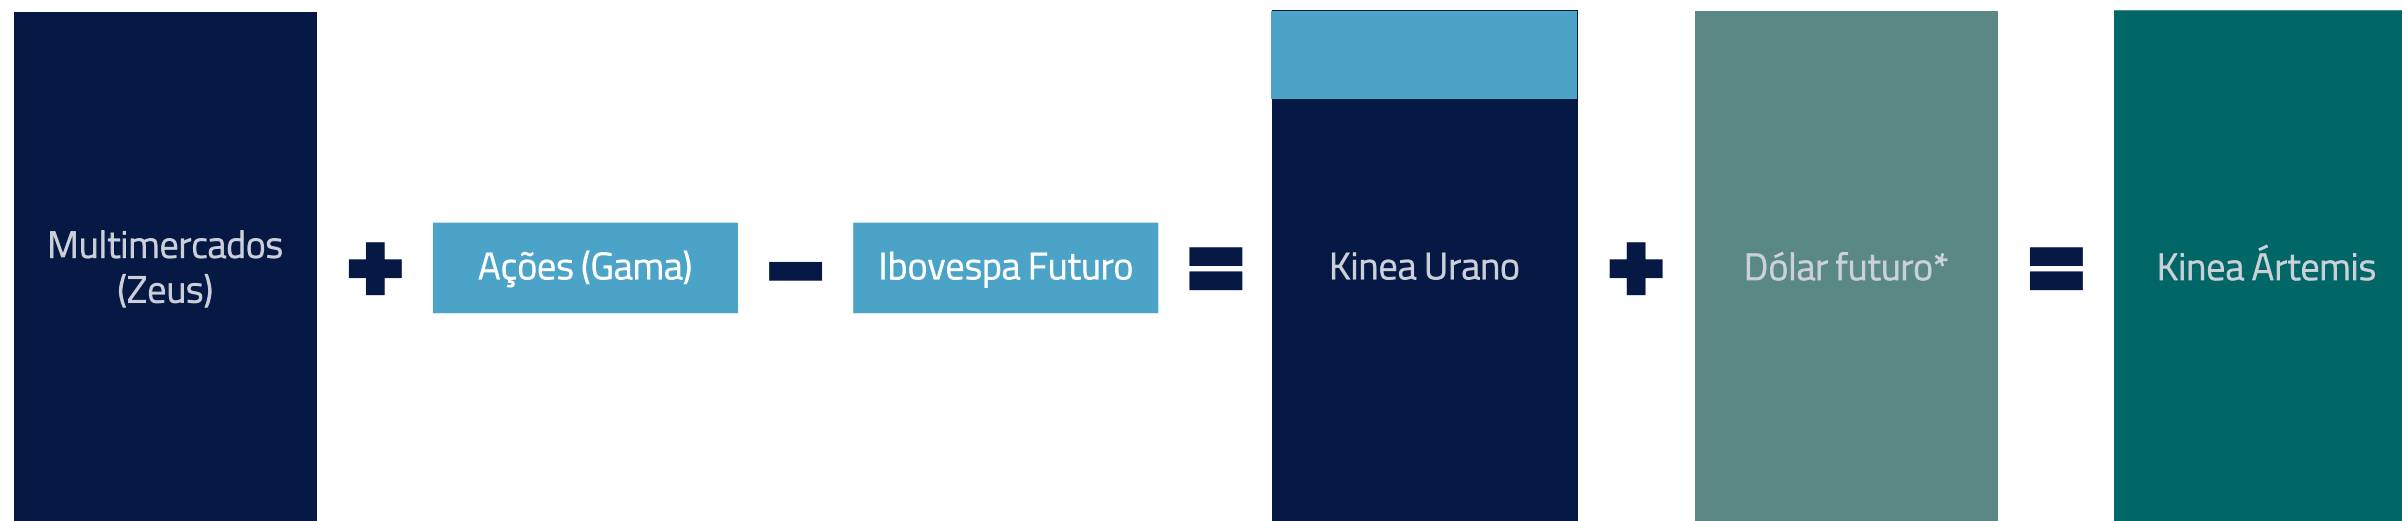 Multimercados
(Zeus)
Ações (Gama)
Ibovespa Futuro
Kinea Urano
Dólar futuro*
Kinea Ártemis